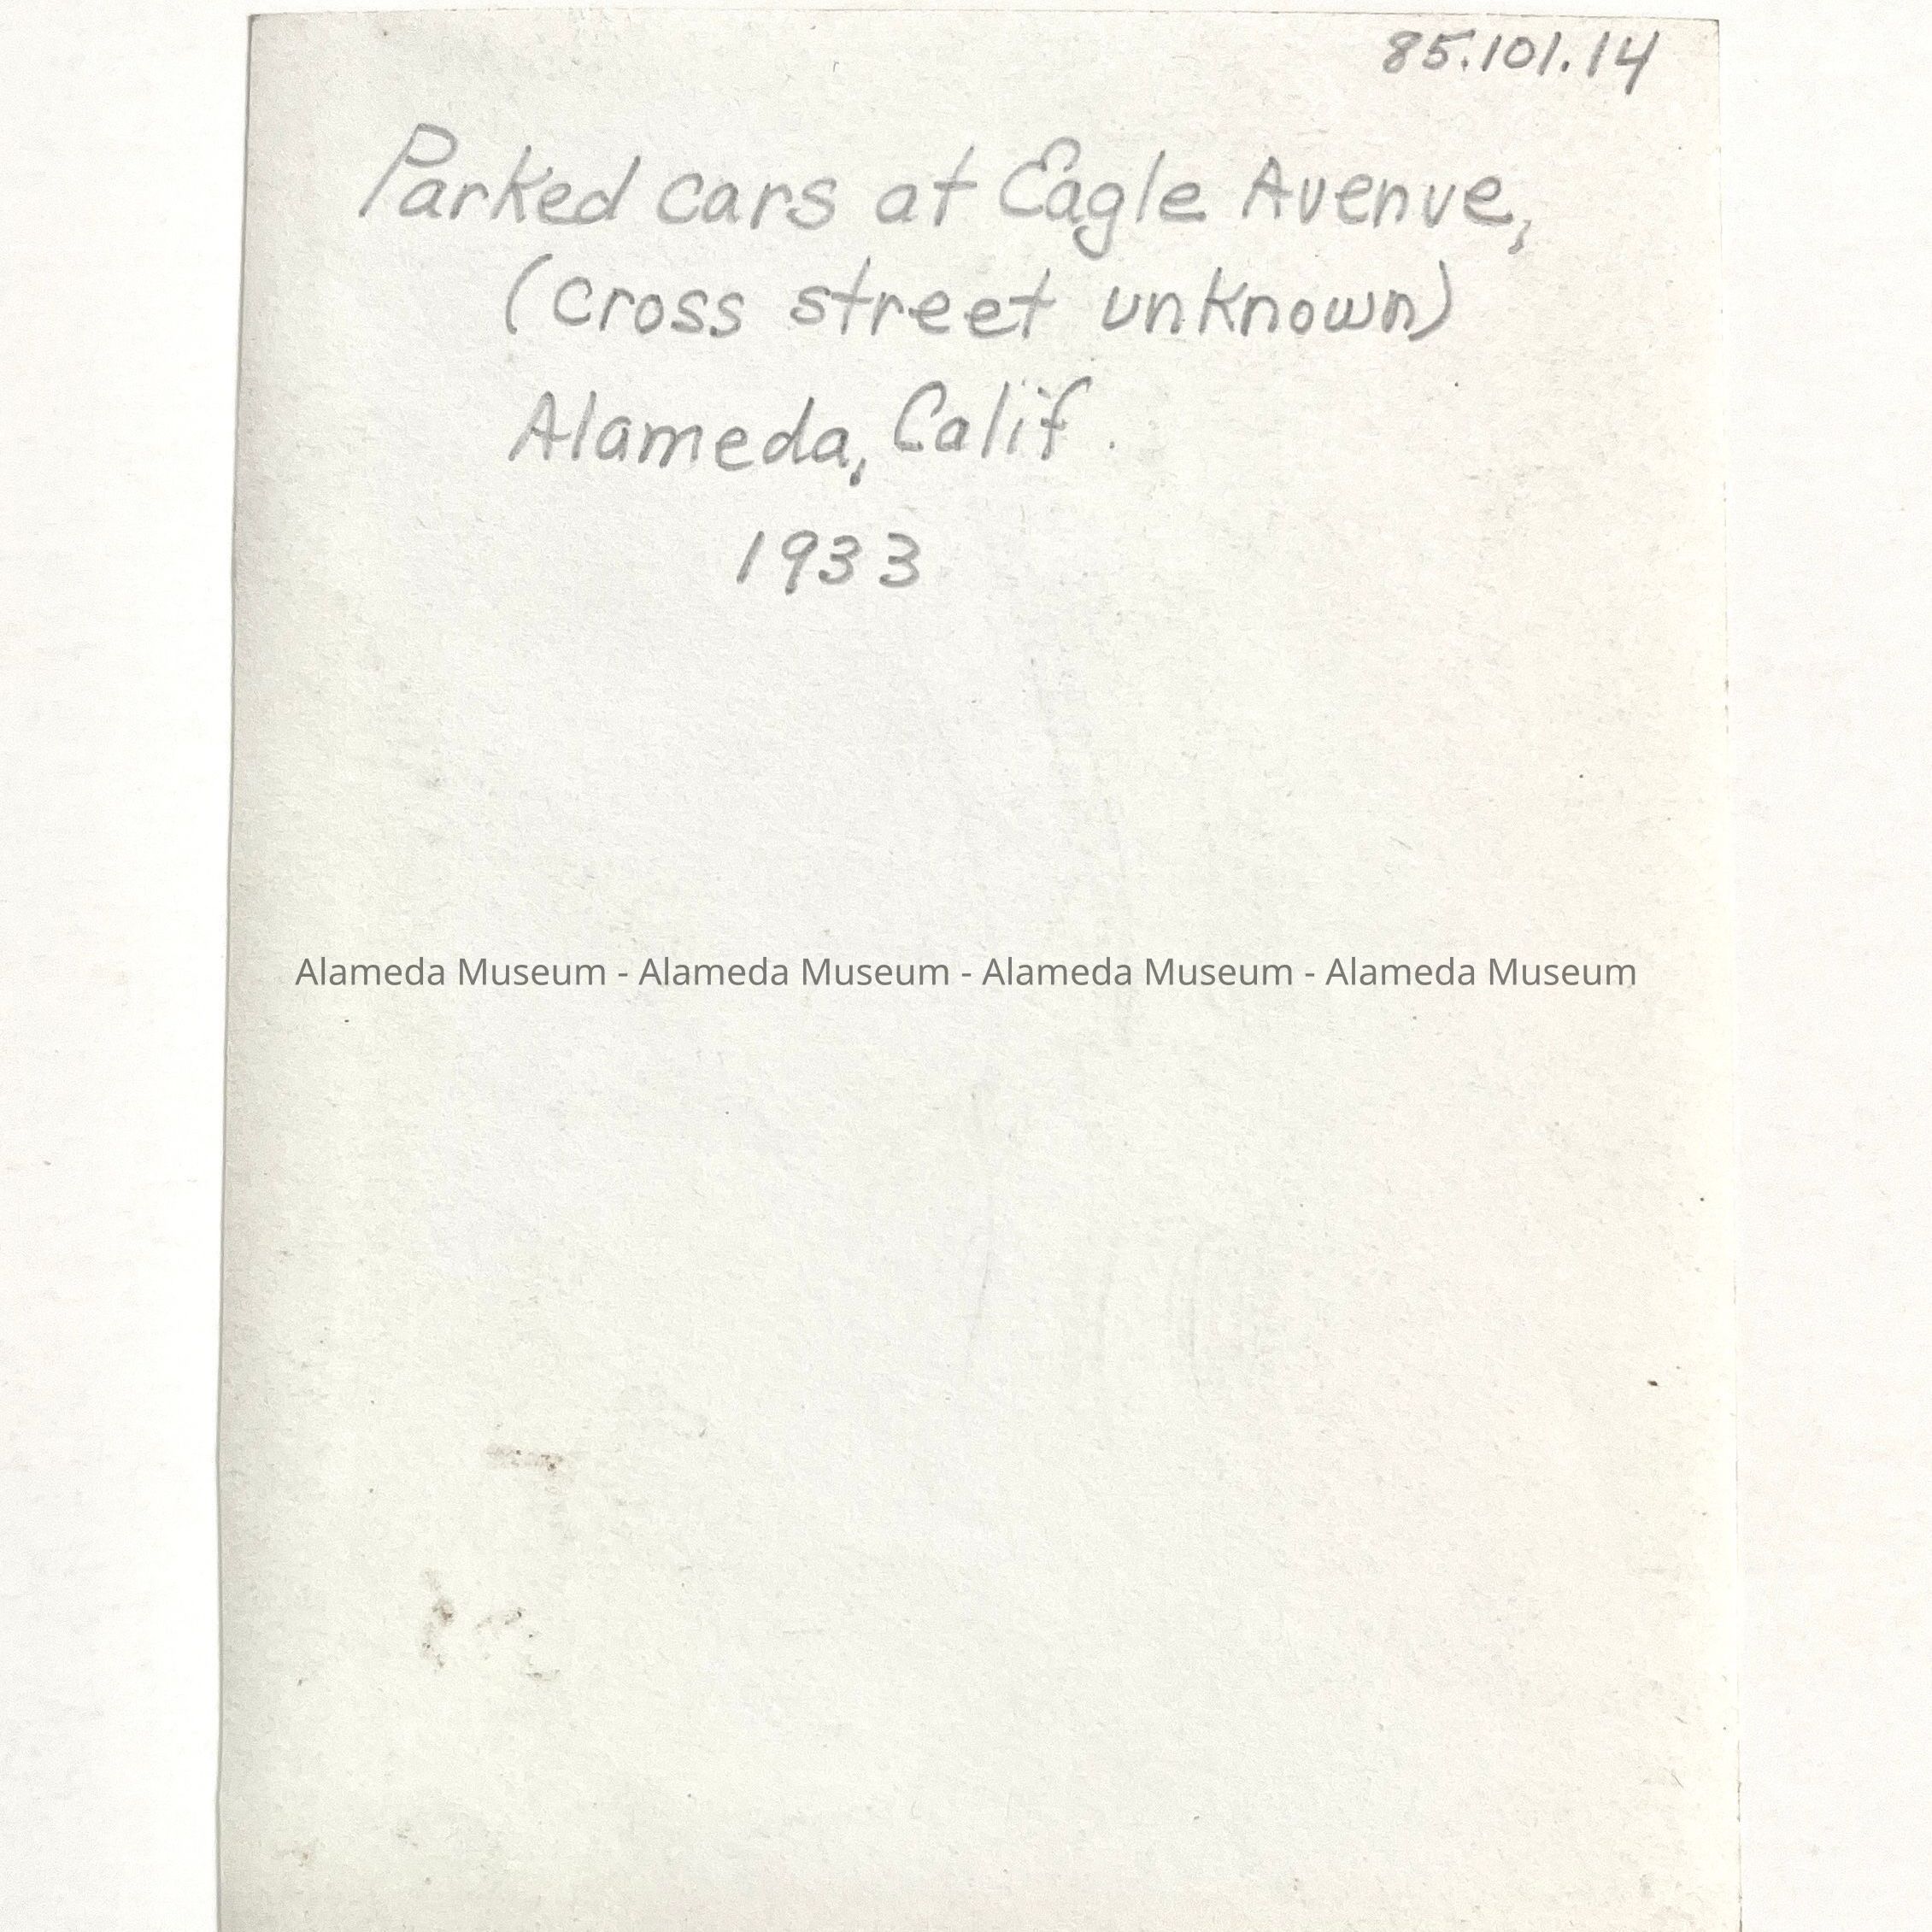 85.101.14
Parked cars at Eagle Avenue,
(cross street unknown)
Alameda, Calif.
1933
Alameda Museum - Alameda Museum - Alameda Museum - Alameda Museum